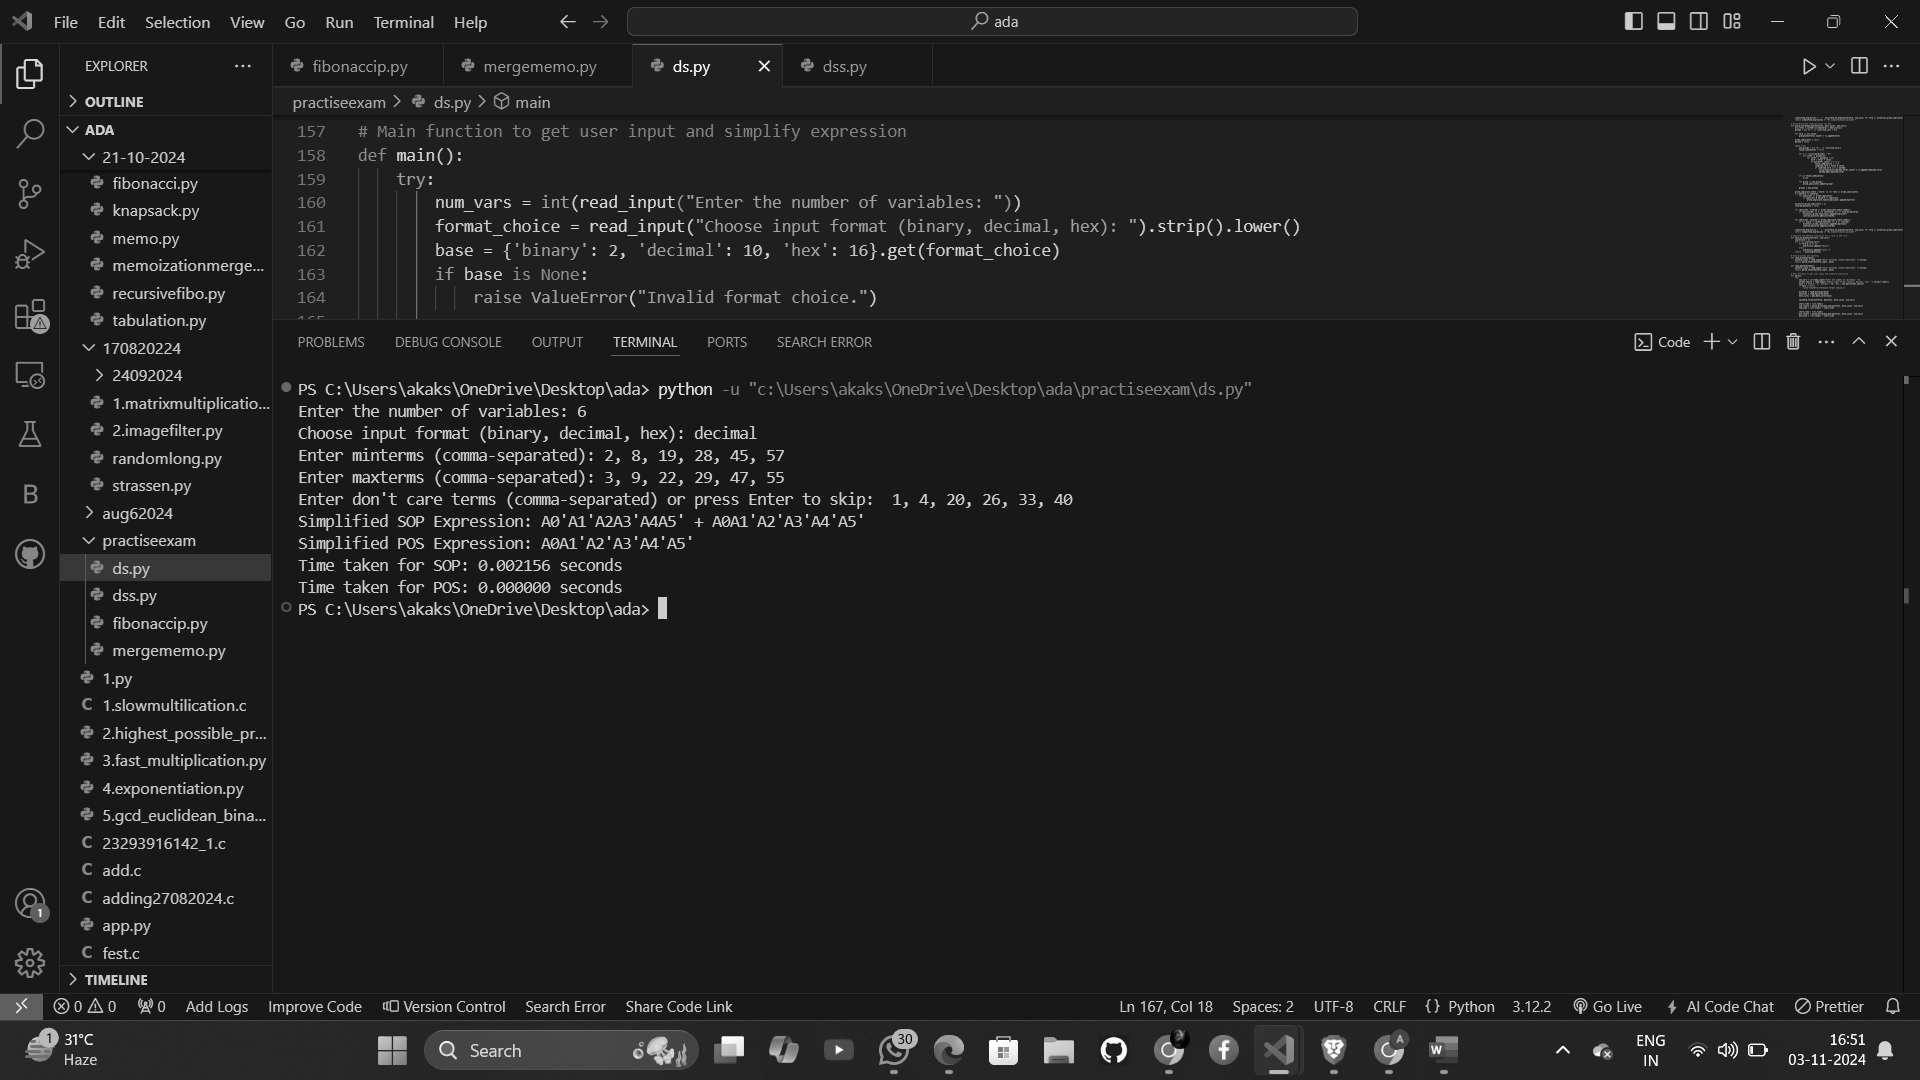 File Edit Selection View Go Run Terminal Help
ada
EXPLORER
OUTLINE
ADA
21-10-2024
fibonacci.py
knapsack.py
memo.py
memoizationmerge...
recursivefibo.py
tabulation.py
170820224
24092024
1.matrixmultiplicatio...
2.imagefilter.py
randomlong.py
strassen.py
aug62024
practiseexam
ds.py
dss.py
fibonaccip.py
mergememo.py
1.py
1.slowmultilication.c
2.highest_possible_pr...
3.fast_multiplication.py
4.exponentiation.py
5.gcd_euclidean_bina...
23293916142_1.c
add.c
adding27082024.c
app.py
fest.c
TIMELINE
fibonaccip.py mergememo.py ds.py dss.py
practiseexam > ds.py > main
157 # Main function to get user input and simplify expression
158 def main():
159 try:
160 num_vars = int(read_input("Enter the number of variables: "))
161 format_choice = read_input("Choose input format (binary, decimal, hex): ").strip().lower()
162 base = {'binary': 2, 'decimal': 10, 'hex': 16}.get(format_choice)
163 if base is None:
164 raise ValueError("Invalid format choice.")
PROBLEMS DEBUG CONSOLE OUTPUT TERMINAL PORTS SEARCH ERROR
Code
PS C:\Users\akaks\OneDrive\Desktop\ada> python -u "c:\Users\akaks\OneDrive\Desktop\ada\practiseexam\ds.py"
Enter the number of variables: 6
Choose input format (binary, decimal, hex): decimal
Enter minterms (comma-separated): 2, 8, 19, 28, 45, 57
Enter maxterms (comma-separated): 3, 9, 22, 29, 47, 55
Enter don't care terms (comma-separated) or press Enter to skip:  1, 4, 20, 26, 33, 40
Simplified SOP Expression: A0'A1'A2A3'A4A5' + A0A1'A2'A3'A4'A5'
Simplified POS Expression: A0A1'A2'A3'A4'A5'
Time taken for SOP: 0.002156 seconds
Time taken for POS: 0.000000 seconds
PS C:\Users\akaks\OneDrive\Desktop\ada>
B
1
0 0 0 Add Logs Improve Code Version Control Search Error Share Code Link
Ln 167, Col 18 Spaces: 2 UTF-8 CRLF {} Python 3.12.2 Go Live AI Code Chat Prettier
1 31°C
Haze
Search
30
A
ENG
IN
16:51
03-11-2024